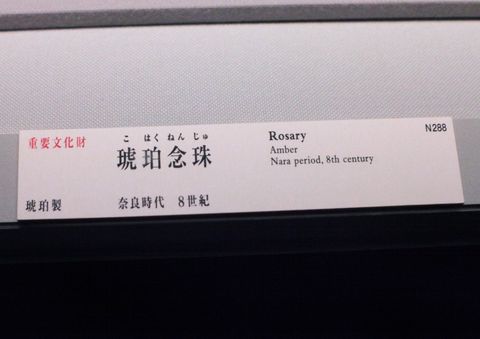 重要文化財
こはくねんじゅ
琥珀念珠
琥珀製
奈良時代 8世紀
Rosary
Amber
Nara period, 8th century
N288